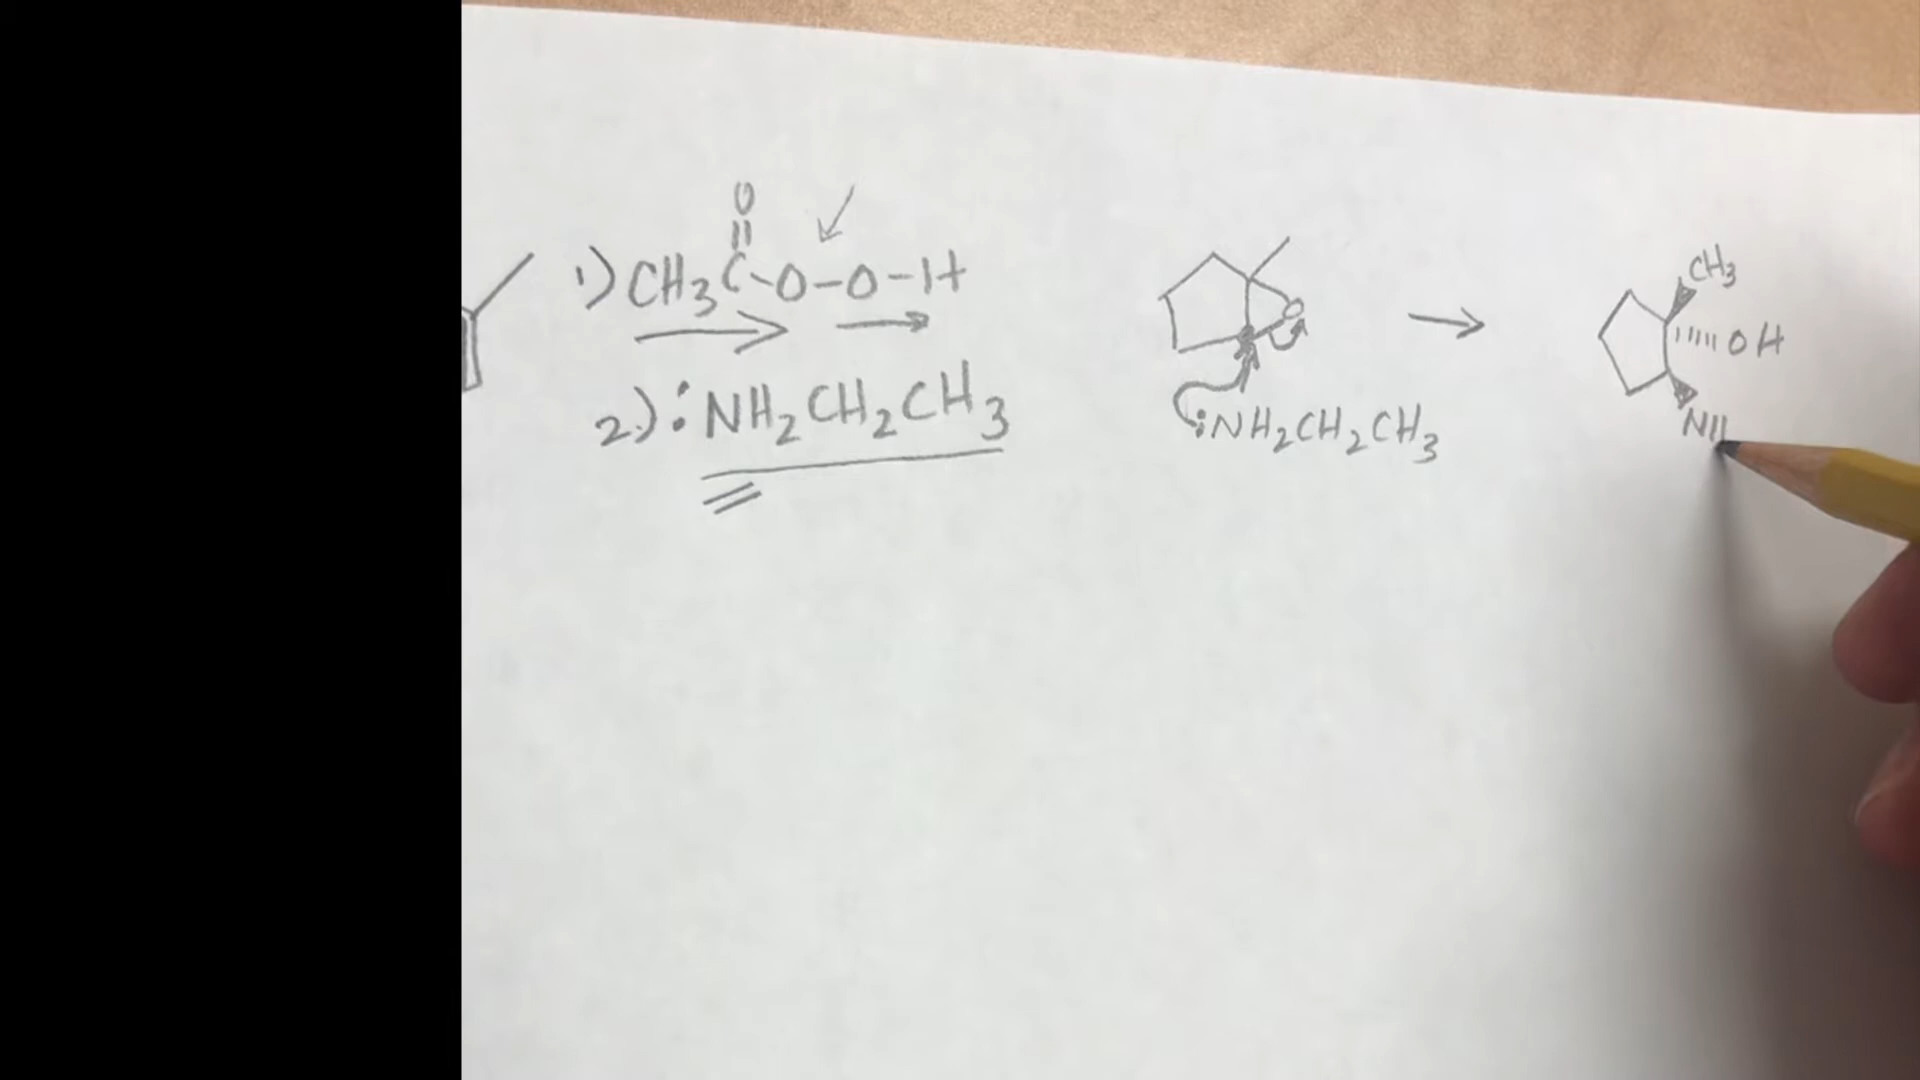 O
1) CH3C-O-O-H
2.) :NH2CH2CH3
O
:NH2CH2CH3
CH3
OH
NH